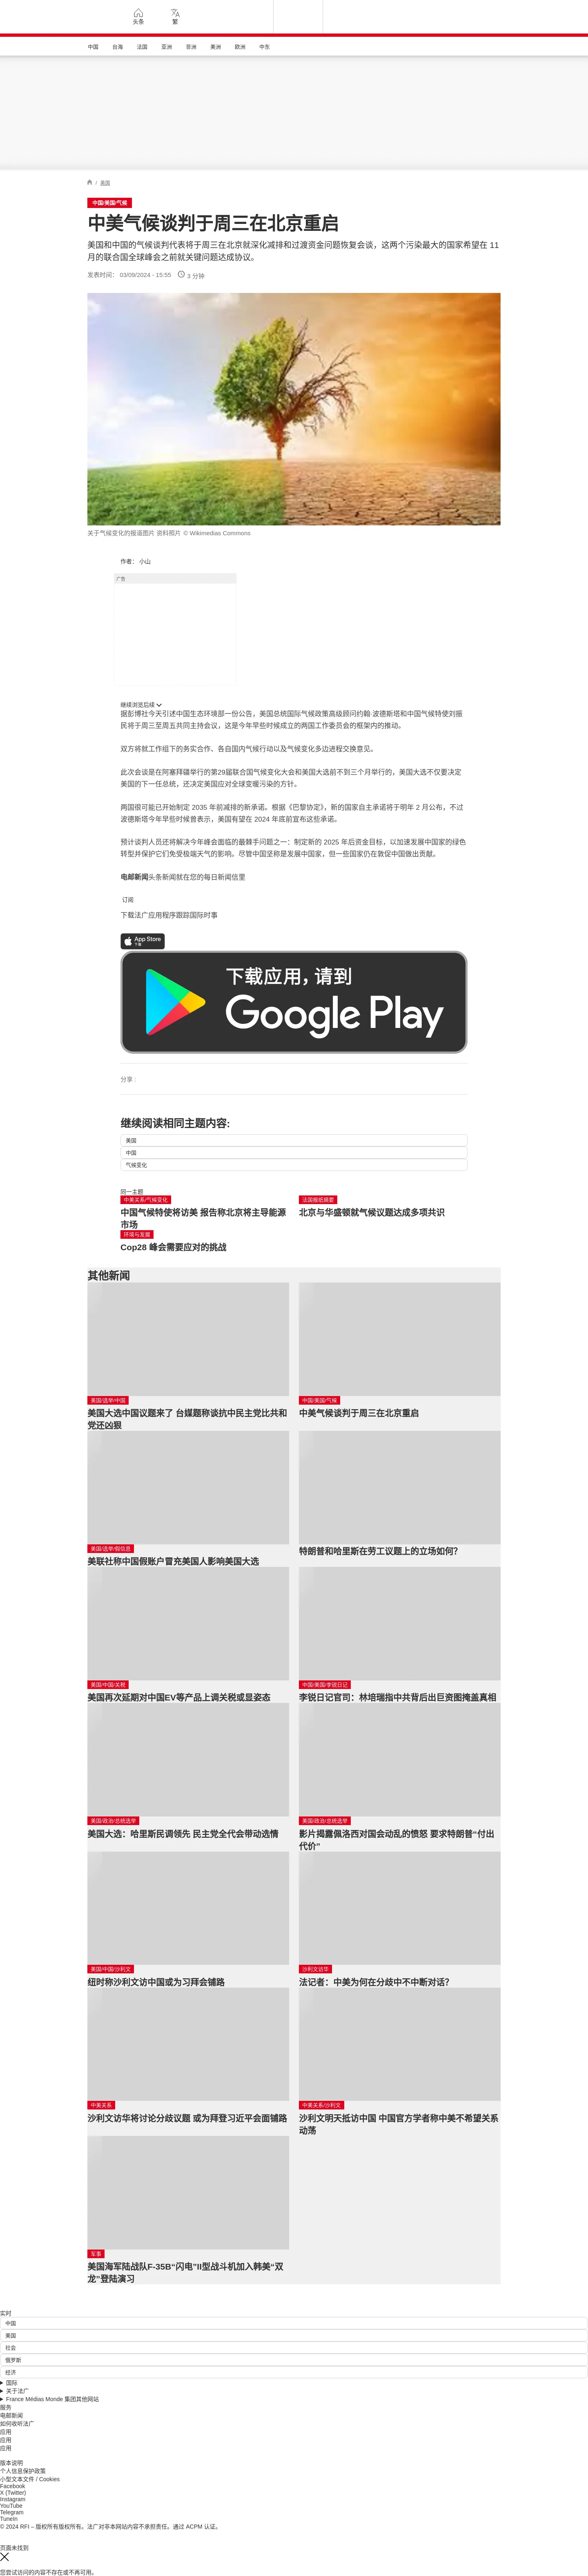 头条
繁
中国
台海
法国
亚洲
非洲
美洲
欧洲
中东
/ 美国
中国/美国/气候
中美气候谈判于周三在北京重启
美国和中国的气候谈判代表将于周三在北京就深化减排和过渡资金问题恢复会谈，这两个污染最大的国家希望在 11
月的联合国全球峰会之前就关键问题达成协议。
发表时间： 03/09/2024 - 15:55
3 分钟
关于气候变化的报道图片 资料照片 © Wikimedias Commons
作者： 小山
广告
继续浏览后续
据彭博社今天引述中国生态环境部一份公告，美国总统国际气候政策高级顾问约翰·波德斯塔和中国气候特使刘振
民将于周三至周五共同主持会议，这是今年早些时候成立的两国工作委员会的框架内的推动。
双方将就工作组下的务实合作、各自国内气候行动以及气候变化多边进程交换意见。
此次会谈是在阿塞拜疆举行的第29届联合国气候变化大会和美国大选前不到三个月举行的，美国大选不仅要决定
美国的下一任总统，还决定美国应对全球变暖污染的方针。
两国很可能已开始制定 2035 年前减排的新承诺。根据《巴黎协定》，新的国家自主承诺将于明年 2 月公布，不过
波德斯塔今年早些时候曾表示，美国有望在 2024 年底前宣布这些承诺。
预计谈判人员还将解决今年峰会面临的最棘手问题之一：制定新的 2025 年后资金目标，以加速发展中国家的绿色
转型并保护它们免受极端天气的影响。尽管中国坚称是发展中国家，但一些国家仍在敦促中国做出贡献。
电邮新闻头条新闻就在您的每日新闻信里
订阅
下载法广应用程序跟踪国际时事
App Store
下载
下载应用，请到
Google Play
分享 :
继续阅读相同主题内容:
美国
中国
气候变化
同一主题
中美关系/气候变化
中国气候特使将访美 报告称北京将主导能源
市场
法国报纸摘要
北京与华盛顿就气候议题达成多项共识
环境与发展
Cop28 峰会需要应对的挑战
其他新闻
美国/选举/中国
美国大选中国议题来了 台媒题称谈抗中民主党比共和
党还凶狠
中国/美国/气候
中美气候谈判于周三在北京重启
美国/选举/假信息
美联社称中国假账户冒充美国人影响美国大选
特朗普和哈里斯在劳工议题上的立场如何?
美国/中国/关税
美国再次延期对中国EV等产品上调关税或显姿态
中国/美国/李锐日记
李锐日记官司：林培瑞指中共背后出巨资图掩盖真相
美国/政治/总统选举
美国大选：哈里斯民调领先 民主党全代会带动选情
美国/政治/总统选举
影片揭露佩洛西对国会动乱的愤怒 要求特朗普“付出
代价”
美国/中国/沙利文
纽时称沙利文访中国或为习拜会铺路
沙利文访华
法记者：中美为何在分歧中不中断对话?
中美关系
沙利文访华将讨论分歧议题 或为拜登习近平会面铺路
中美关系/沙利文
沙利文明天抵访中国 中国官方学者称中美不希望关系
动荡
军事
美国海军陆战队F-35B“闪电”II型战斗机加入韩美“双
龙”登陆演习
实时
中国
美国
社会
俄罗斯
经济
国际
关于法广
France Médias Monde 集团其他网站
服务
电邮新闻
如何收听法广
应用
应用
应用
版本说明
个人信息保护政策
小型文本文件 / Cookies
Facebook
X (Twitter)
Instagram
YouTube
Telegram
TuneIn
© 2024 RFI – 版权所有版权所有。法广对非本网站内容不承担责任。通过 ACPM 认证。
页面未找到
您尝试访问的内容不存在或不再可用。